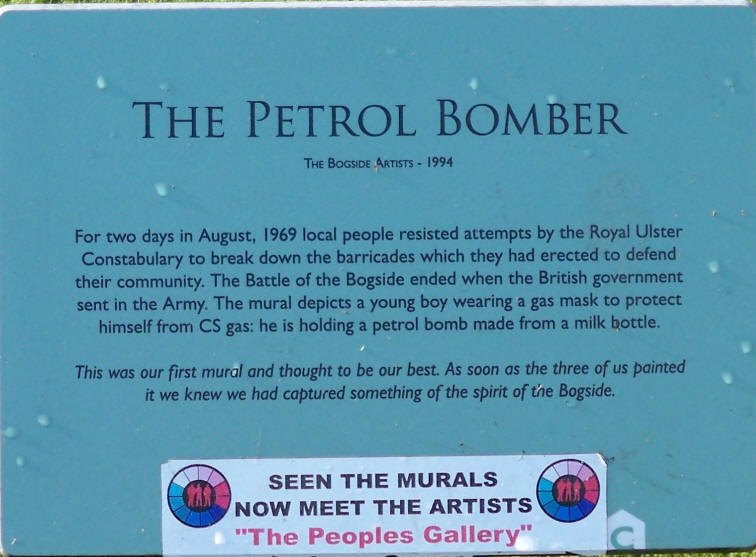 THE PETROL BOMBER
THE BOGSIDE ARTISTS - 1994
For two days in August, 1969 local people resisted attempts by the Royal Ulster
Constabulary to break down the barricades which they had erected to defend
their community. The Battle of the Bogside ended when the British government
sent in the Army. The mural depicts a young boy wearing a gas mask to protect
himself from CS gas: he is holding a petrol bomb made from a milk bottle.
This was our first mural and thought to be our best. As soon as the three of us painted
it we knew we had captured something of the spirit of the Bogside.
SEEN THE MURALS
NOW MEET THE ARTISTS
"The Peoples Gallery"